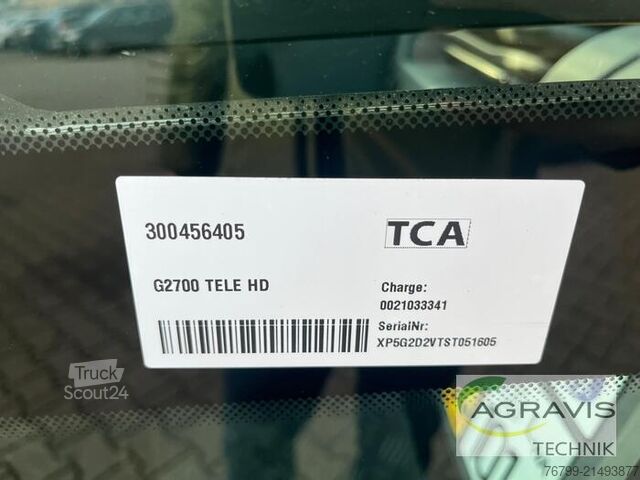 300456405
TCA
G2700 TELE HD
Charge:
0021033341
SerialNr:
XP5G2D2VTST051605
Truck
Scout24
AGRAVIS
TECHNIK
76799-21493877